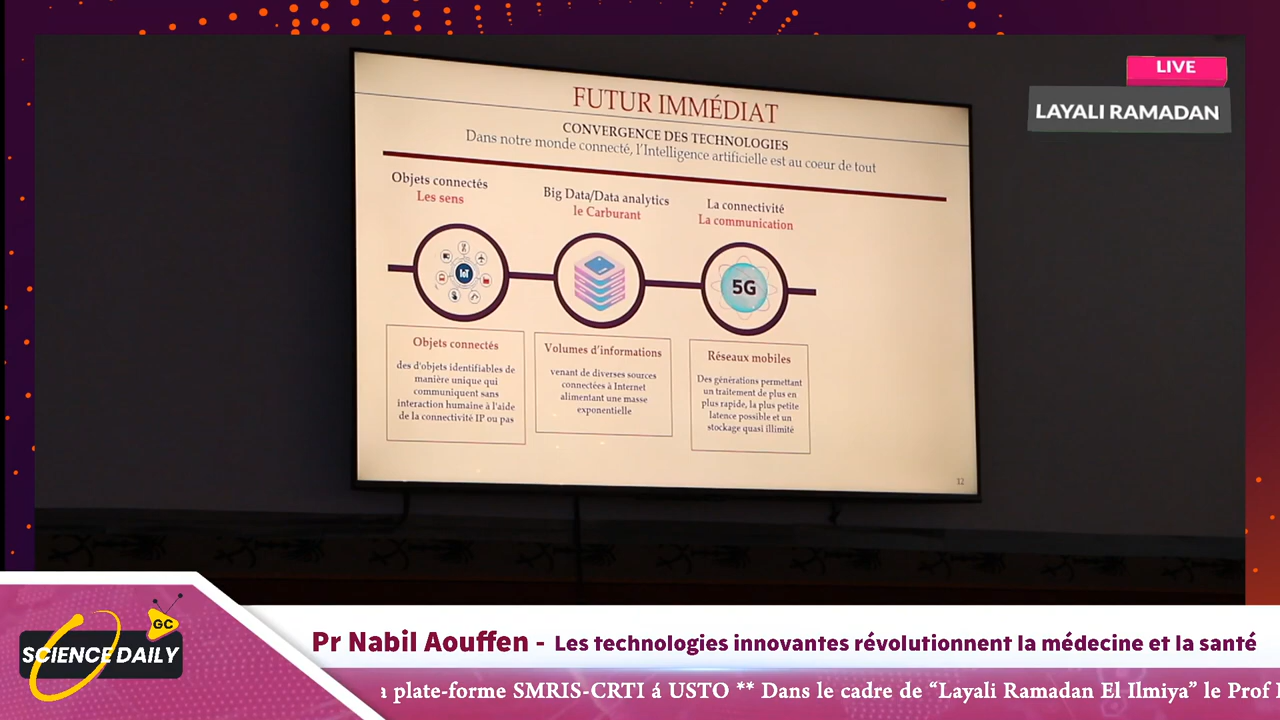 LIVE
LAYALI RAMADAN
FUTUR IMMÉDIAT
CONVERGENCE DES TECHNOLOGIES
Dans notre monde connecté, l'Intelligence artificielle est au coeur de tout
Objets connectés
Les sens
Big Data/Data analytics
le Carburant
La connectivité
La communication
IoT
5G
Objets connectés
des d'objets identifiables de
manière unique qui
communiquent sans
interaction humaine à l'aide
de la connectivité IP ou pas
Volumes d'informations
venant de diverses sources
connectées à Internet
alimentant une masse
exponentielle
Réseaux mobiles
Des générations permettant
un traitement de plus en
plus rapide, la plus petite
latence possible et un
stockage quasi illimité
12
GC
SCIENCE DAILY
Pr Nabil Aouffen - Les technologies innovantes révolutionnent la médecine et la santé
a plate-forme SMRIS-CRTI á USTO ** Dans le cadre de “Layali Ramadan El Ilmiya” le Prof